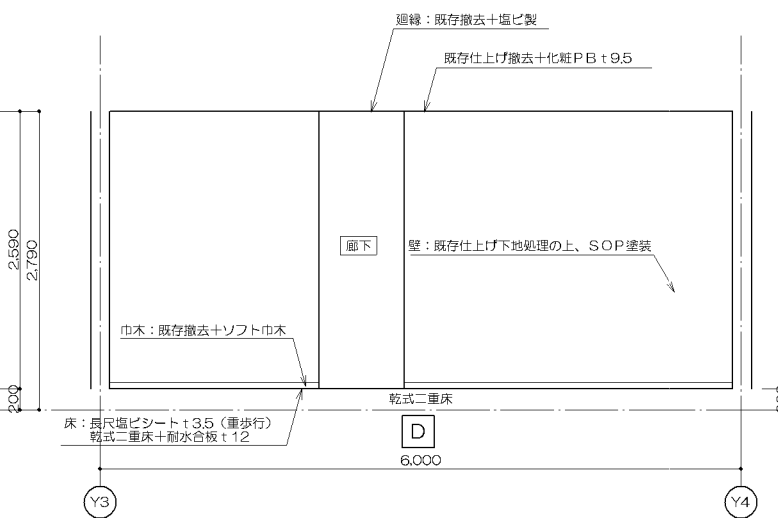 廻縁：既存撤去＋塩ビ製
既存仕上げ撤去＋化粧ＰＢｔ9.5
2,590
2,790
廊下
壁：既存仕上げ下地処理の上、ＳＯＰ塗装
巾木：既存撤去＋ソフト巾木
200
乾式二重床
床：長尺塩ビシートｔ3.5（重歩行）
乾式二重床＋耐水合板ｔ12
D
6,000
Y3
Y4